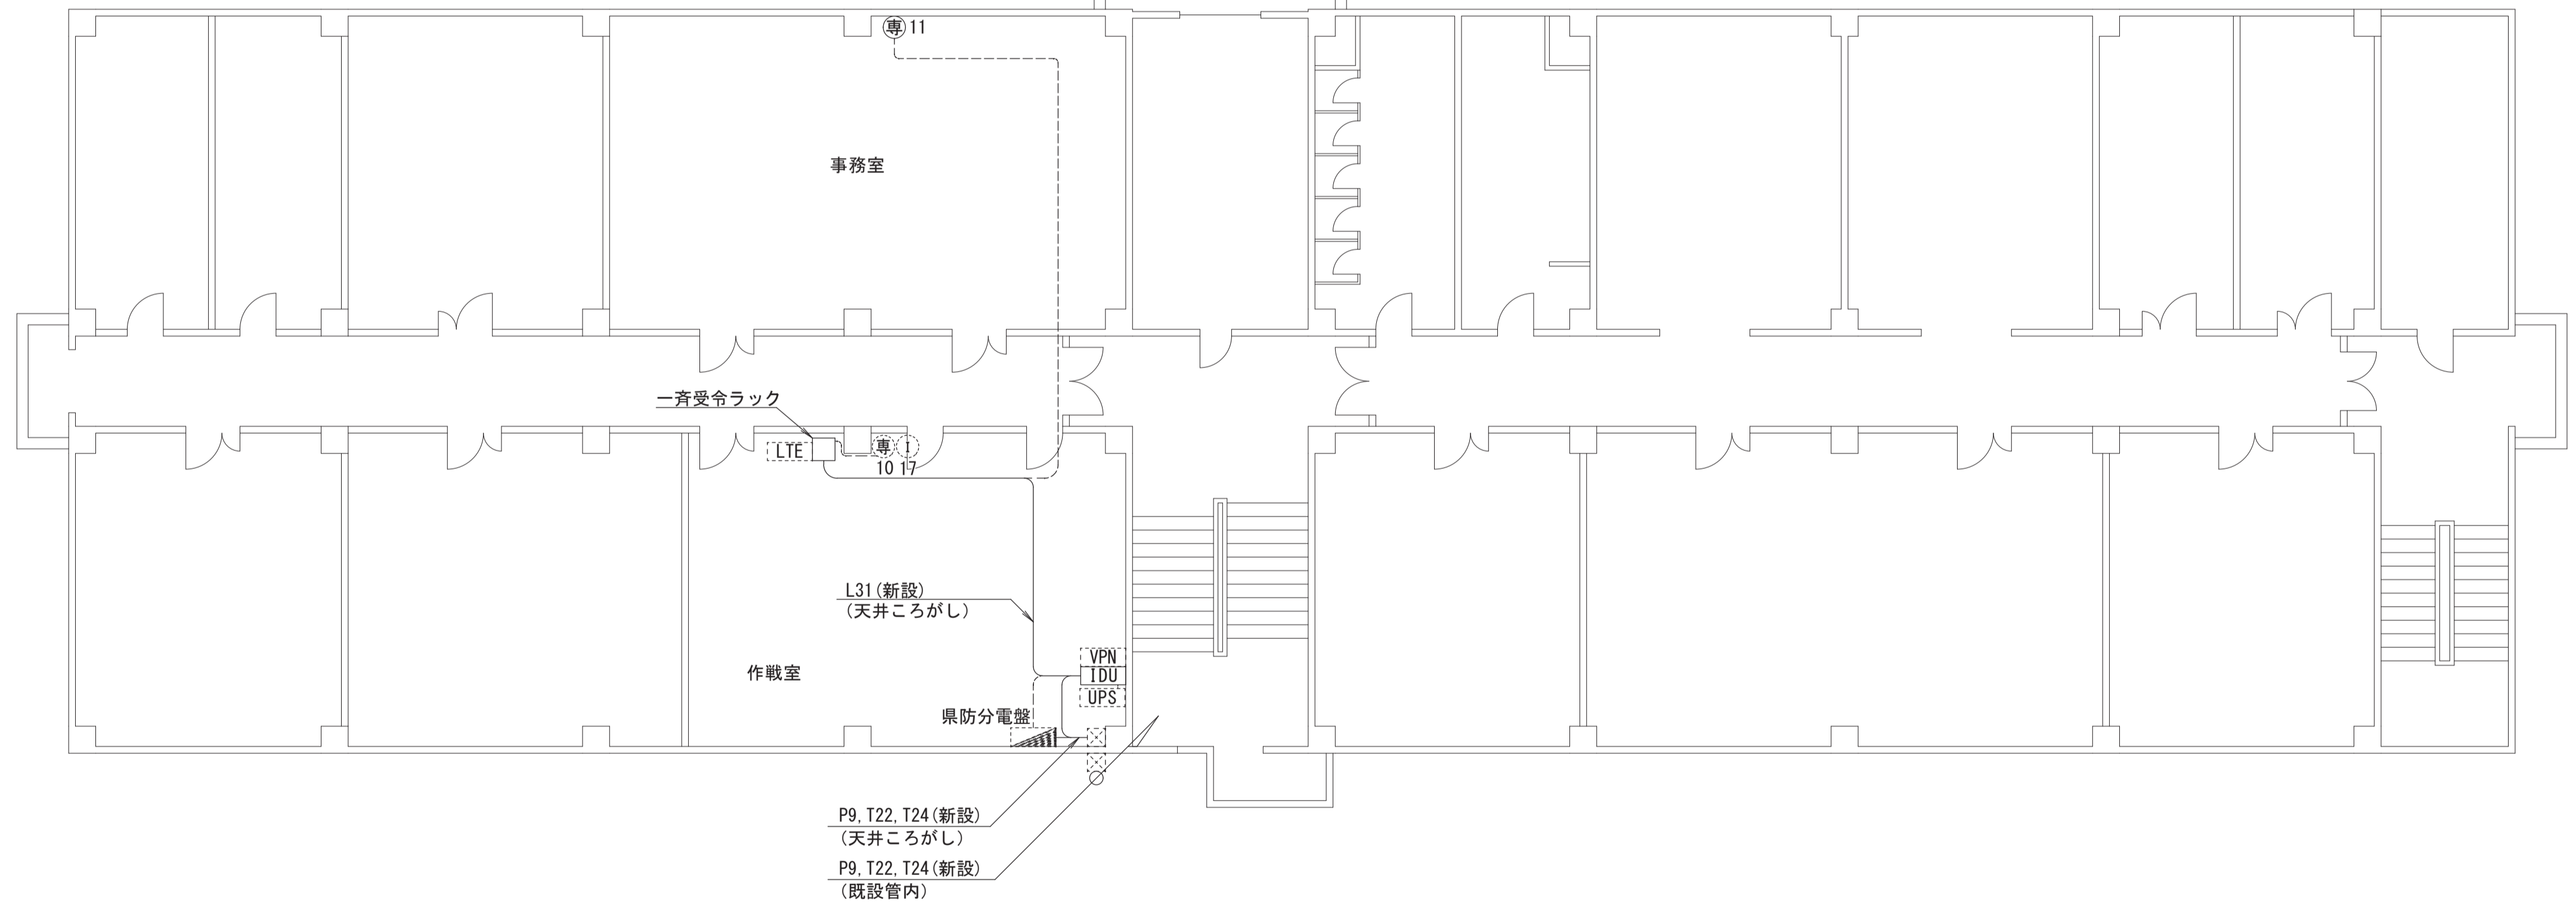 専 11
事務室
一斉受令ラック
LTE
専 I
10 17
L31(新設)
(天井ころがし)
VPN
IDU
UPS
作戦室
県防分電盤
P9,T22,T24(新設)
(天井ころがし)
P9,T22,T24(新設)
(既設管内)